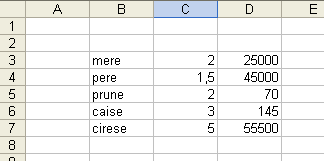 A B C D E
1
2
3 mere 2 25000
4 pere 1,5 45000
5 prune 2 70
6 caise 3 145
7 cirese 5 55500
8